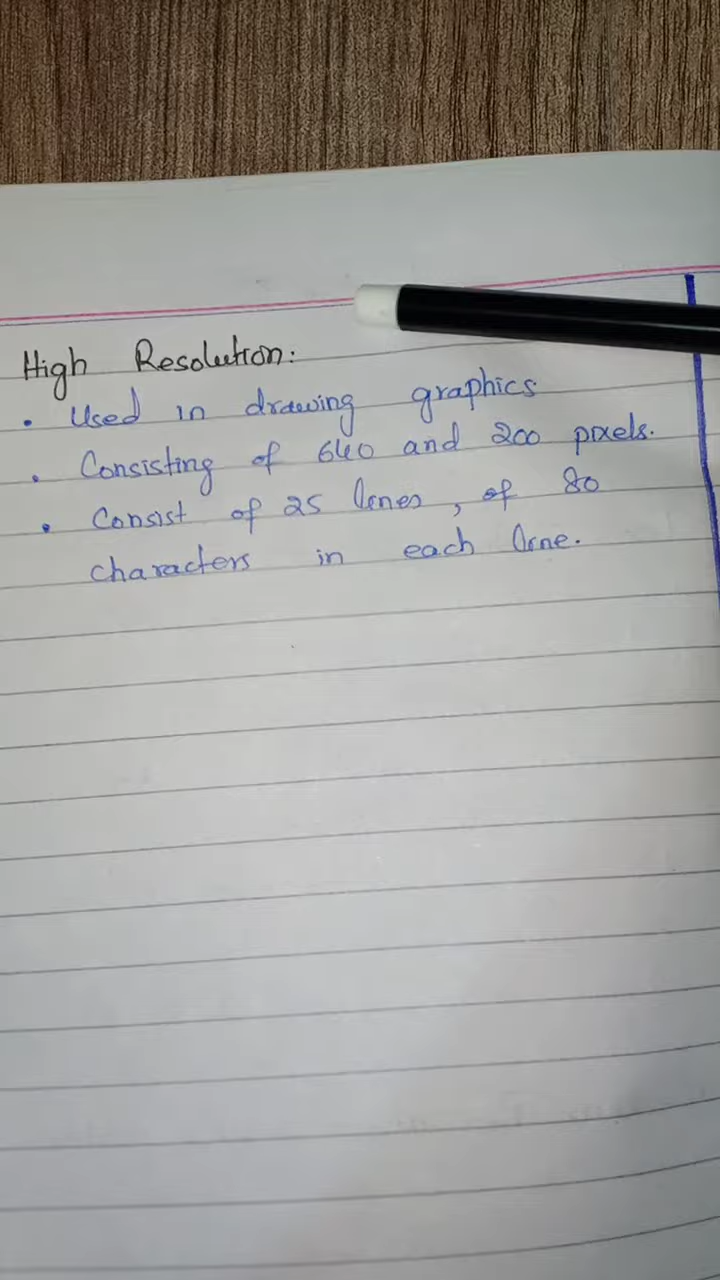 High Resolution:
• Used in drawing graphics
• Consisting of 640 and 200 pixels.
• Consist of 25 lines, of 80
characters in each line.